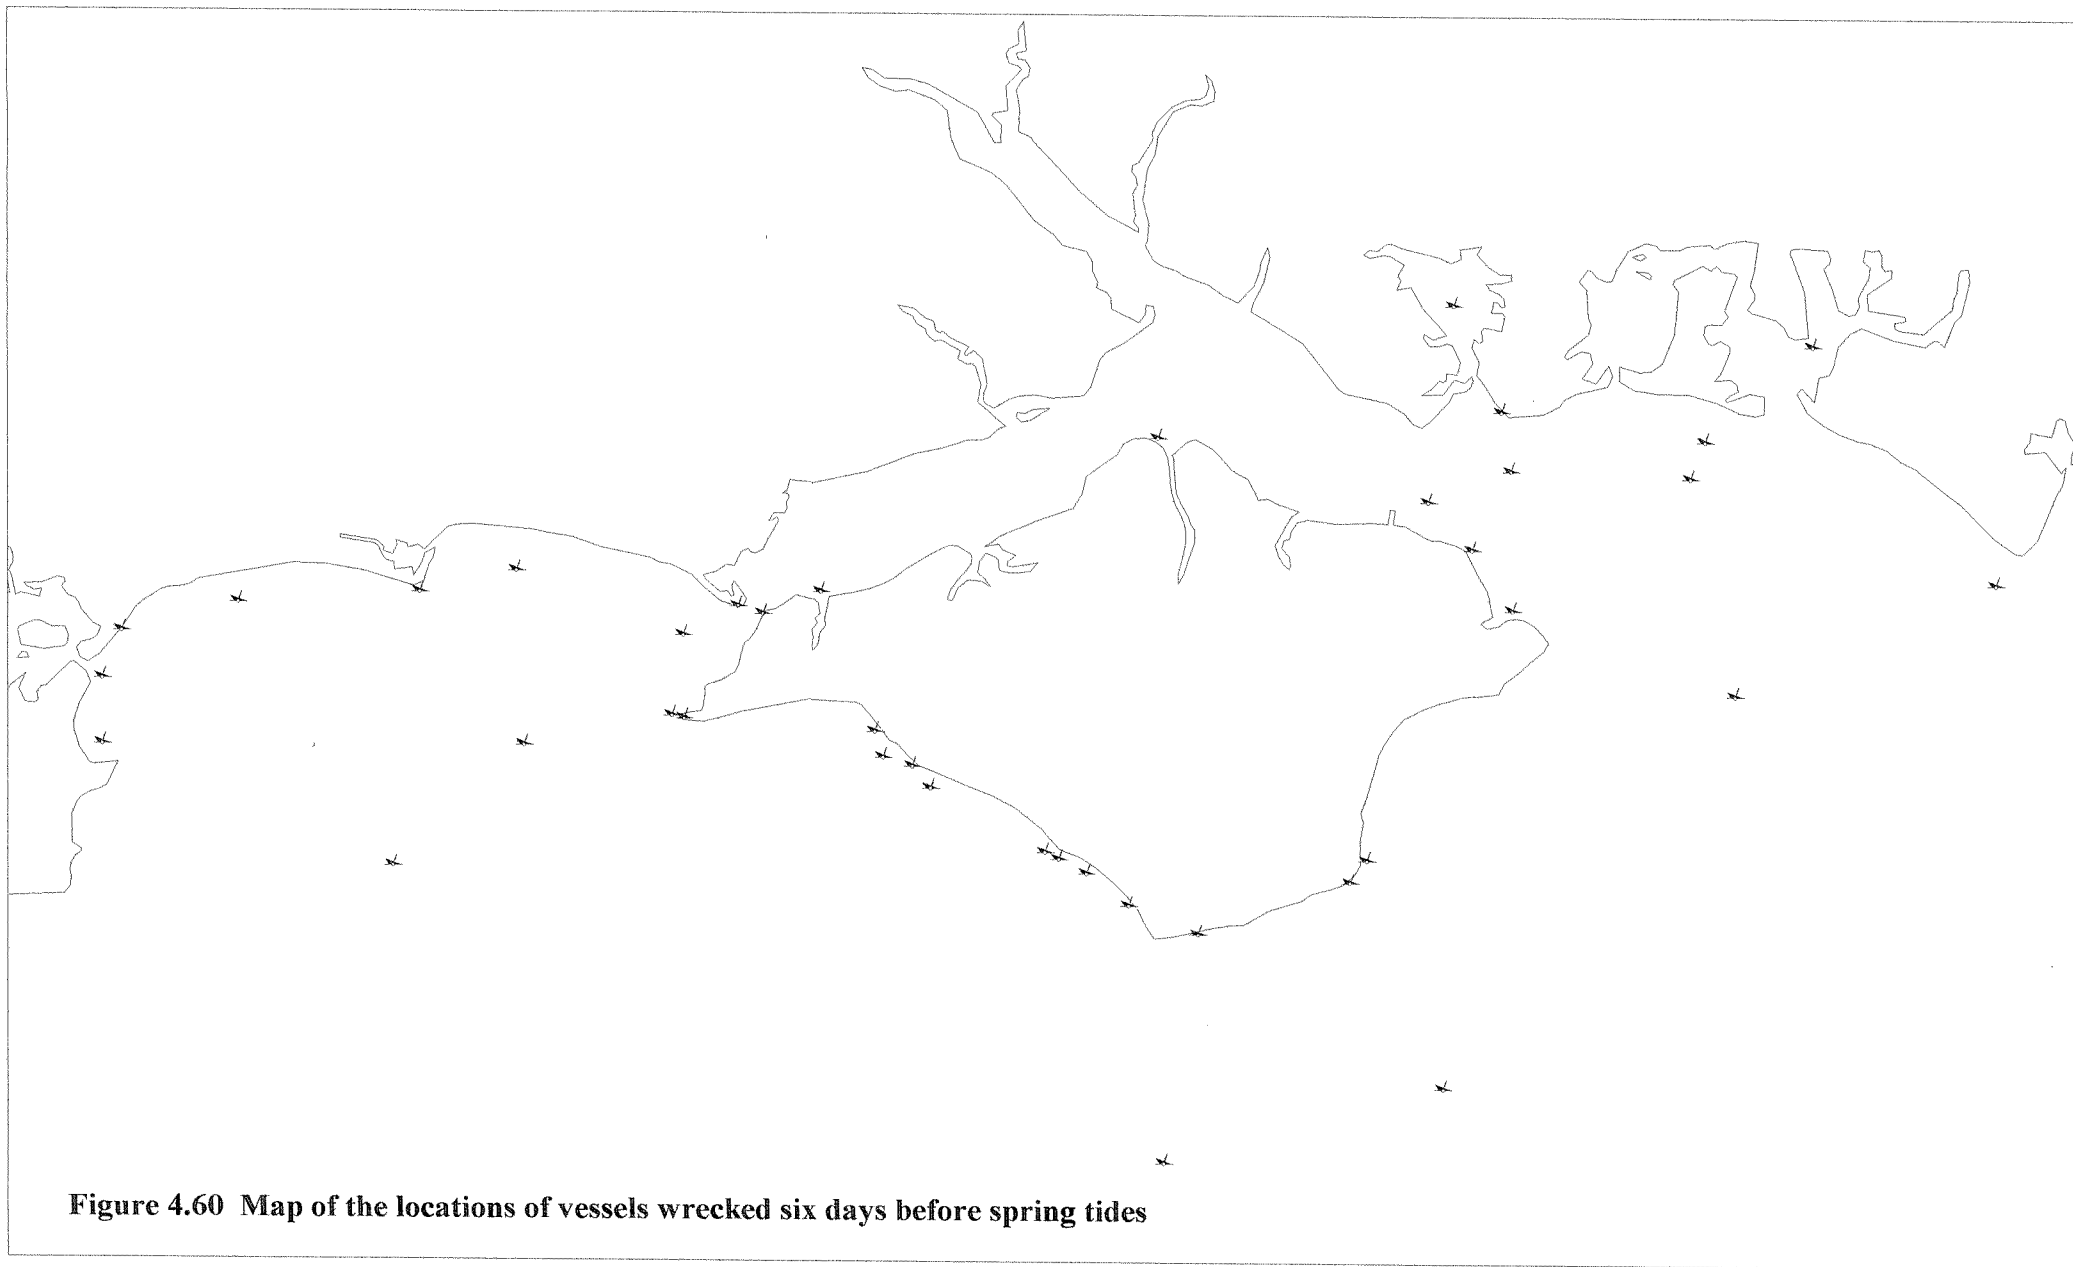 Figure 4.60 Map of the locations of vessels wrecked six days before spring tides